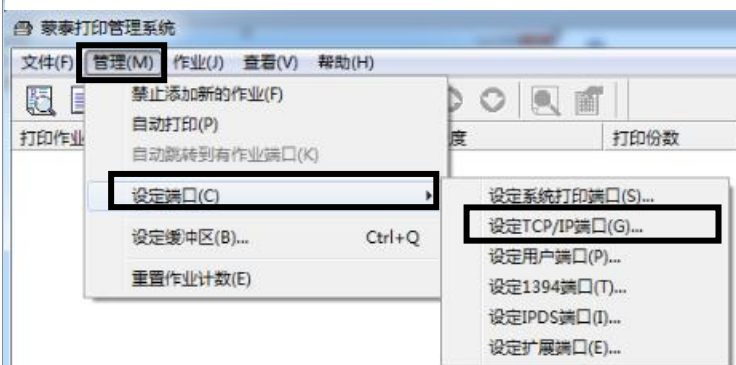 蒙泰打印管理系统
文件(F) 管理(M) 作业(J) 查看(V) 帮助(H)
打印作业 度 打印份数
禁止添加新的作业(F)
自动打印(P)
自动跳转到有作业端口(K)
设定端口(C)
设定缓冲区(B)... Ctrl+Q
重置作业计数(E)
设定系统打印端口(S)...
设定TCP/IP端口(G)...
设定用户端口(P)...
设定1394端口(T)...
设定IPDS端口(I)...
设定扩展端口(E)...